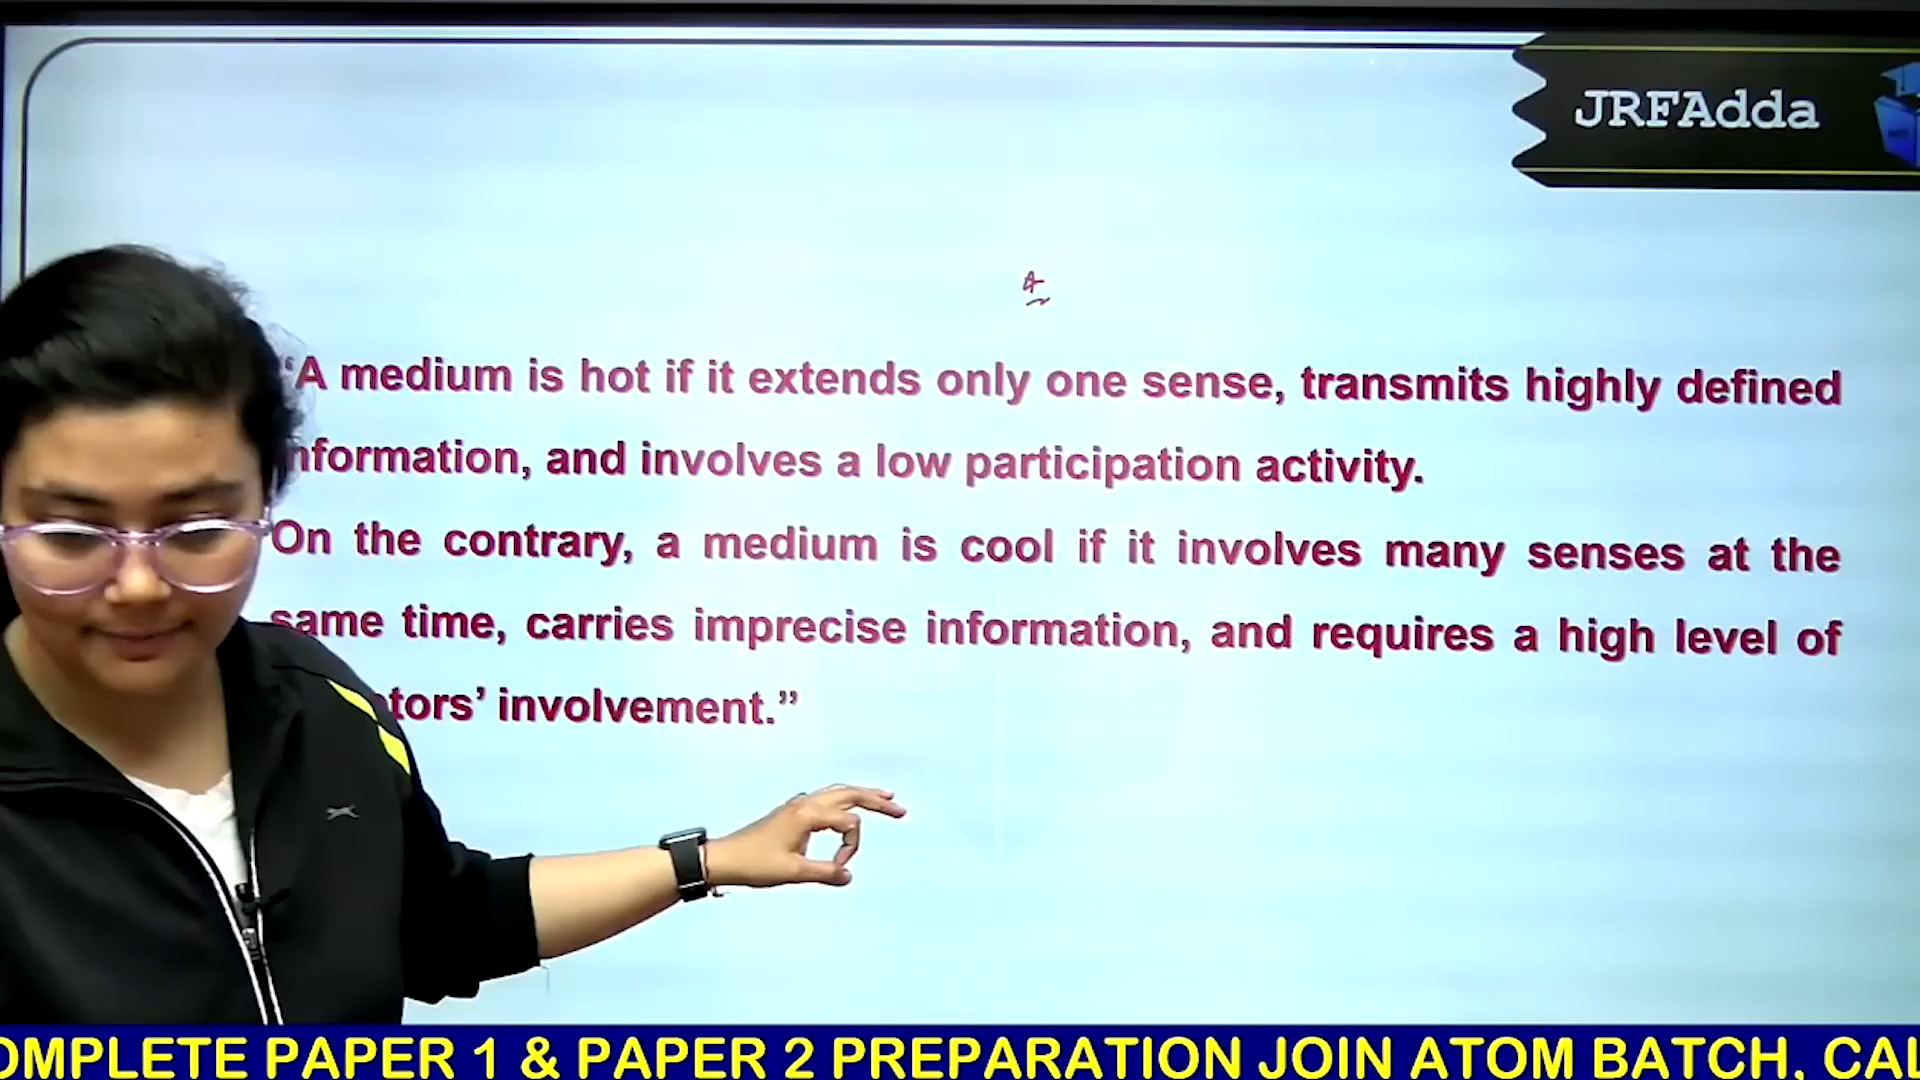 JRFAdda
“A medium is hot if it extends only one sense, transmits highly defined
information, and involves a low participation activity.
On the contrary, a medium is cool if it involves many senses at the
same time, carries imprecise information, and requires a high level of
tors’ involvement.”
OMPLETE PAPER 1 & PAPER 2 PREPARATION JOIN ATOM BATCH, CAL